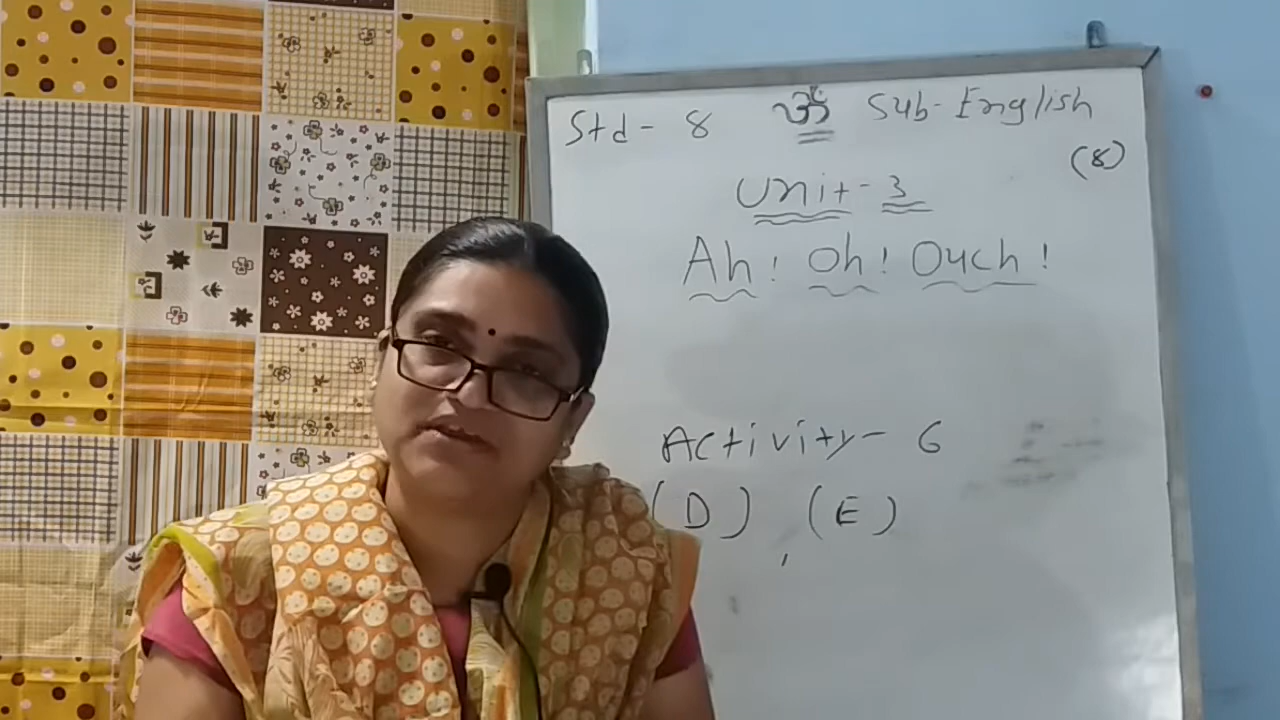 Std - 8 ॐ Sub - English
(8)
Unit - 3
Ah! Oh! Ouch!
Activity - 6
(D) , (E)